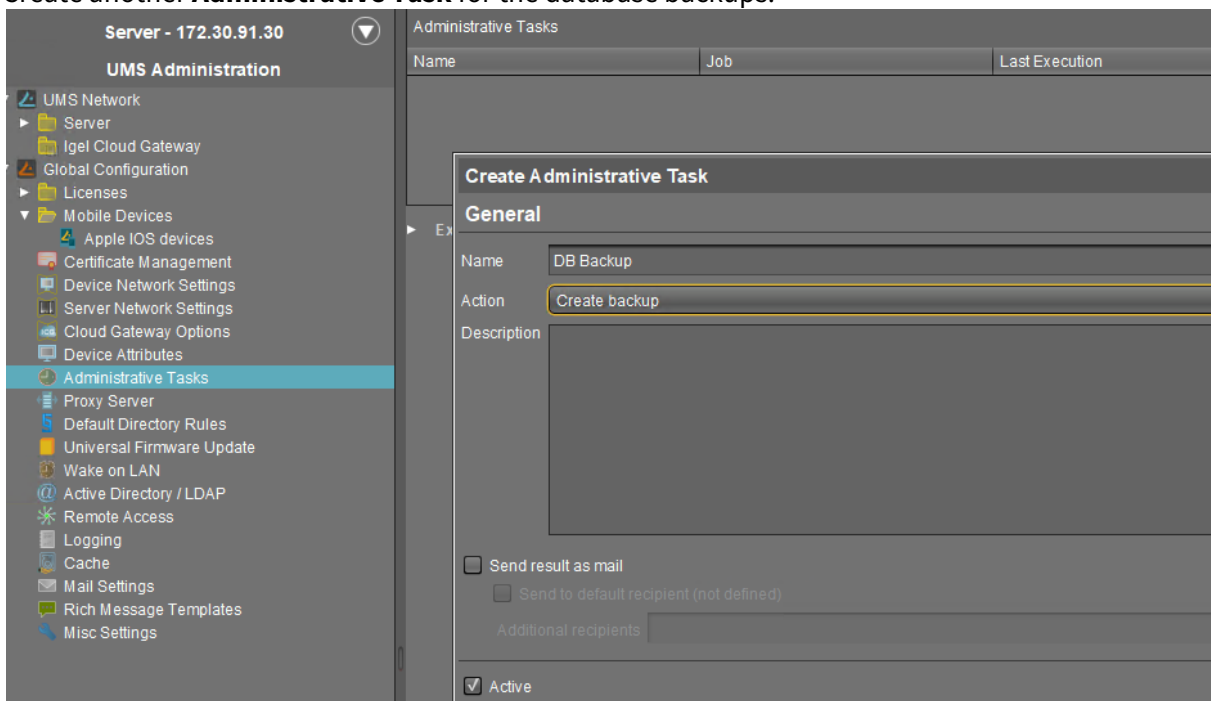 Create another Administrative Task for the database backups.
Server - 172.30.91.30
UMS Administration
UMS Network
Server
Igel Cloud Gateway
Global Configuration
Licenses
Mobile Devices
Apple IOS devices
Certificate Management
Device Network Settings
Server Network Settings
Cloud Gateway Options
Device Attributes
Administrative Tasks
Proxy Server
Default Directory Rules
Universal Firmware Update
Wake on LAN
Active Directory / LDAP
Remote Access
Logging
Cache
Mail Settings
Rich Message Templates
Misc Settings
Administrative Tasks
Name Job Last Execution
Ex
Create Administrative Task
General
Name DB Backup
Action Create backup
Description
Send result as mail
Send to default recipient (not defined)
Additional recipients
Active